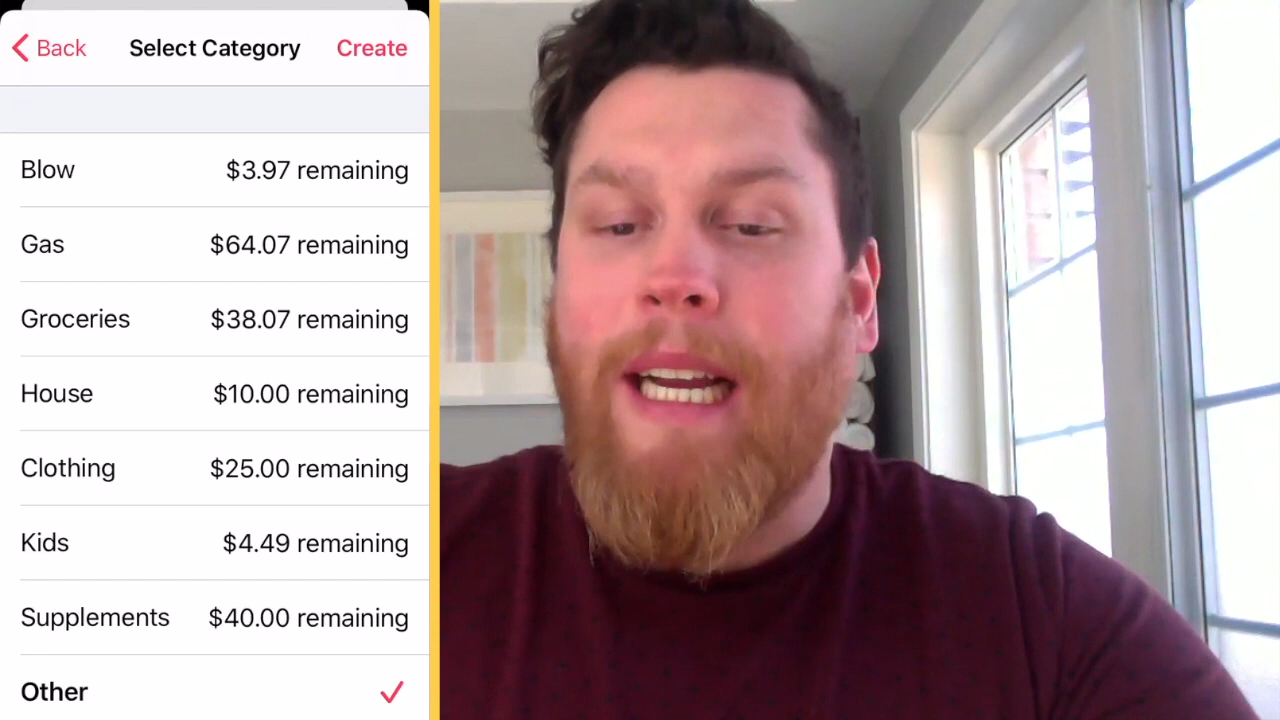 Back Select Category Create
Blow $3.97 remaining
Gas $64.07 remaining
Groceries $38.07 remaining
House $10.00 remaining
Clothing $25.00 remaining
Kids $4.49 remaining
Supplements $40.00 remaining
Other